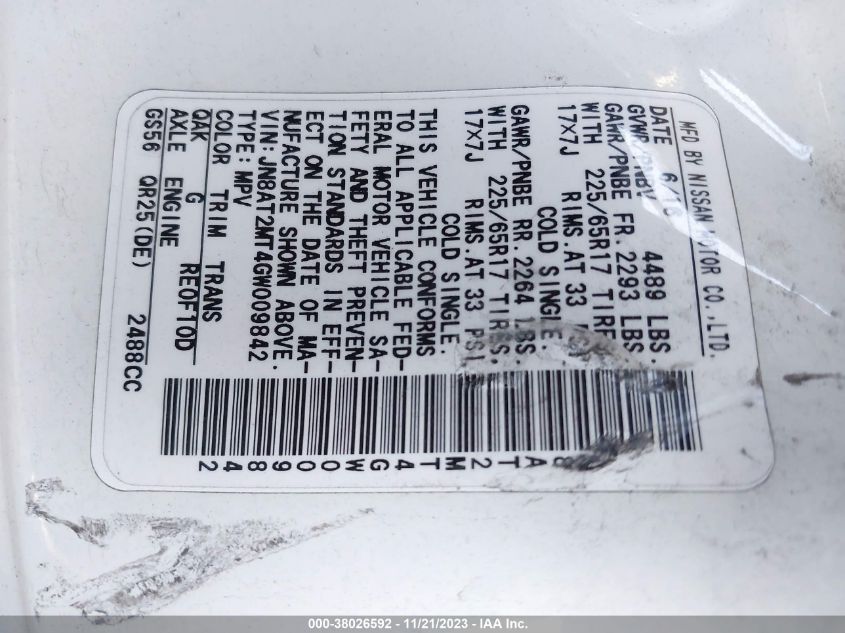 MFD BY NISSAN MOTOR CO.,LTD.
DATE 6/16
GVWR/PNBV 4489 LBS.
GAWR/PNBE FR. 2293 LBS
WITH 225/65R17 TIRE
17X7J RIMS.AT 33
COLD SINGLE
GAWR/PNBE RR. 2264 LBS.
WITH 225/65R17 TIRES,
17X7J RIMS.AT 33 PSI
COLD SINGLE.
THIS VEHICLE CONFORMS
TO ALL APPLICABLE FED-
ERAL MOTOR VEHICLE SA-
FETY AND THEFT PREVEN-
TION STANDARDS IN EFF-
ECT ON THE DATE OF MA-
NUFACTURE SHOWN ABOVE.
VIN: JN8AT2MT4GW009842
TYPE: MPV
COLOR TRIM TRANS
QAK G RE0F10D
AXLE ENGINE
GS56 QR25(DE) 2488CC
8AT2MT4GW009842
000-38026592 - 11/21/2023 - IAA Inc.